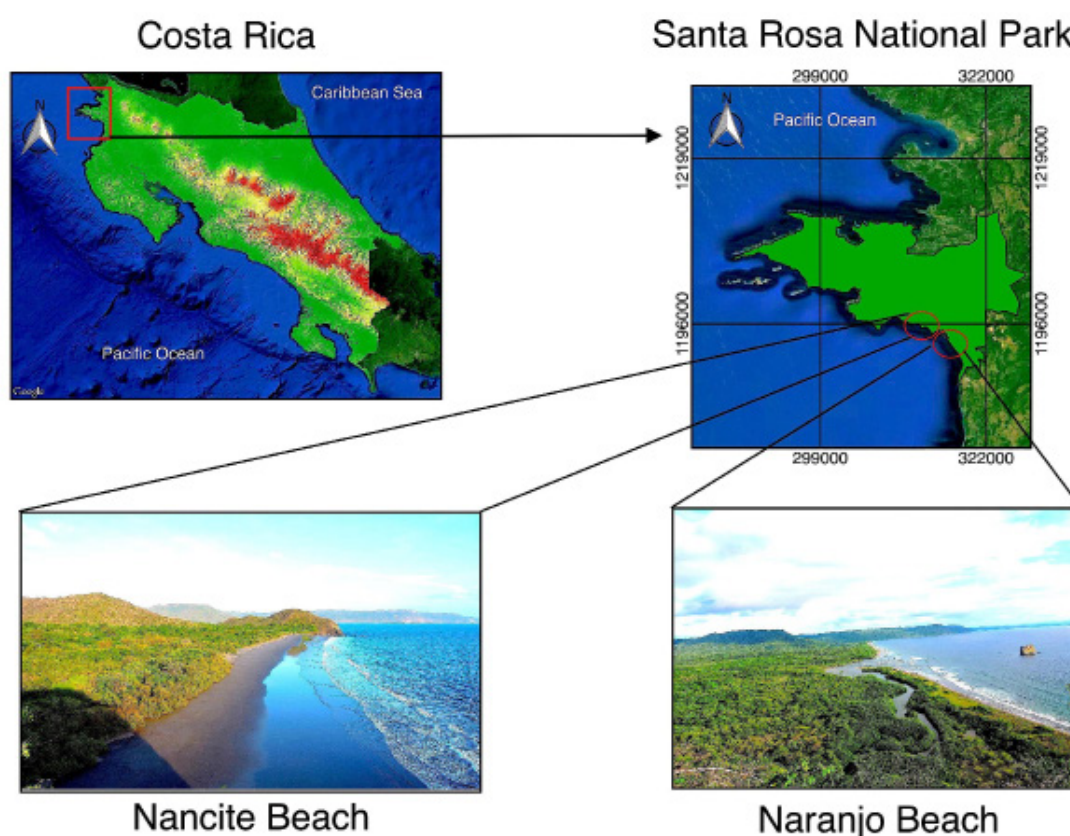 Costa Rica
Santa Rosa National Park
Caribbean Sea
N
Pacific Ocean
Google
299000
322000
Pacific Ocean
N
1219000
1219000
1196000
1196000
299000
322000
Nancite Beach
Naranjo Beach